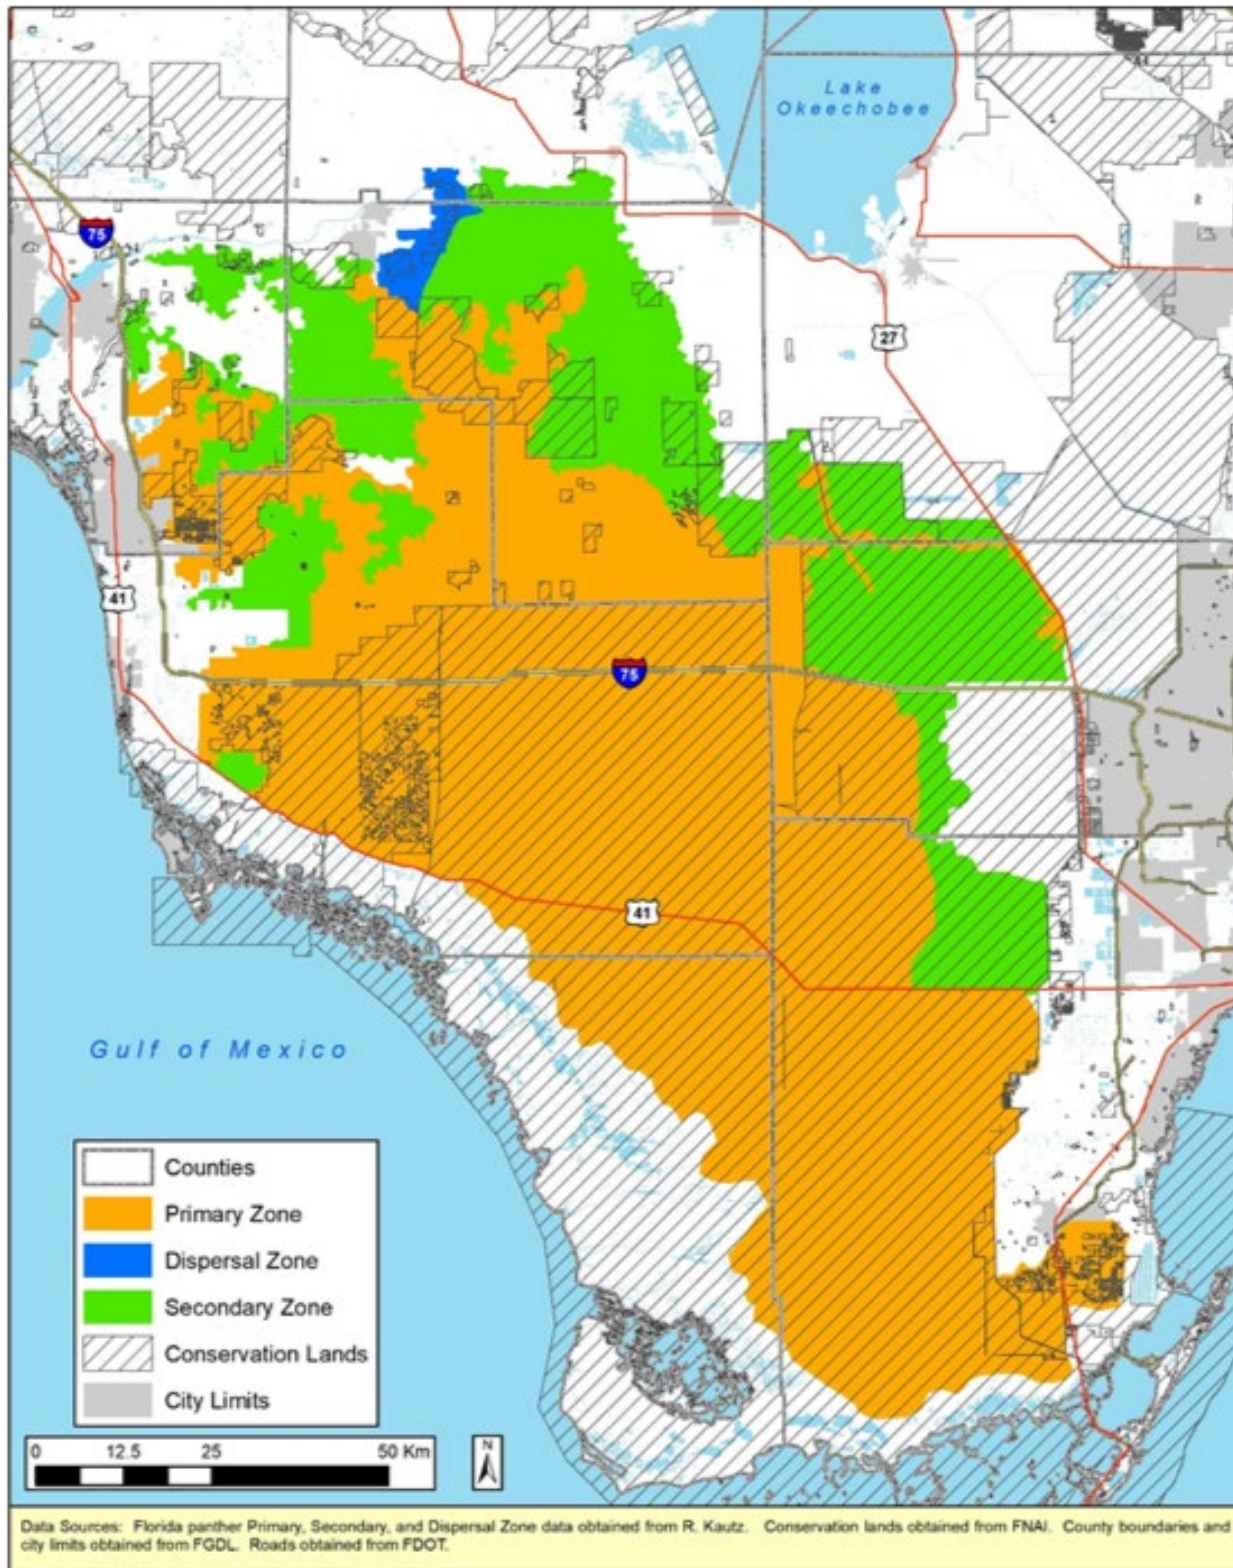 Lake
Okeechobee
75
27
41
75
41
Gulf of Mexico
Counties
Primary Zone
Dispersal Zone
Secondary Zone
Conservation Lands
City Limits
0 12.5 25 50 Km
N
Data Sources: Florida panther Primary, Secondary, and Dispersal Zone data obtained from R. Kautz. Conservation lands obtained from FNAI. County boundaries and
city limits obtained from FGDL. Roads obtained from FDOT.